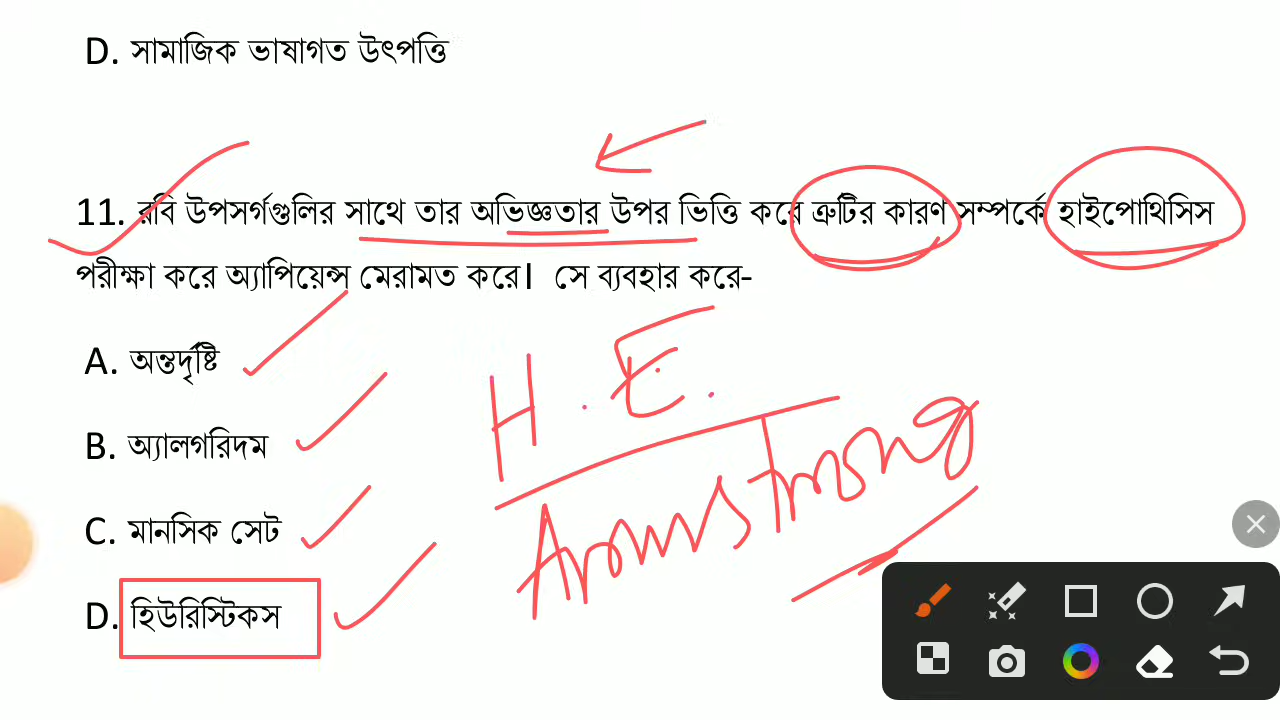 D. সামাজিক ভাষাগত উৎপত্তি
11. রবি উপসর্গগুলির সাথে তার অভিজ্ঞতার উপর ভিত্তি করে ত্রুটির কারণ সম্পর্কে হাইপোথিসিস
পরীক্ষা করে অ্যাপিয়েন্স মেরামত করে। সে ব্যবহার করে-
A. অন্তর্দৃষ্টি
B. অ্যালগরিদম
C. মানসিক সেট
D. হিউরিস্টিকস
H. E.
Armstrong